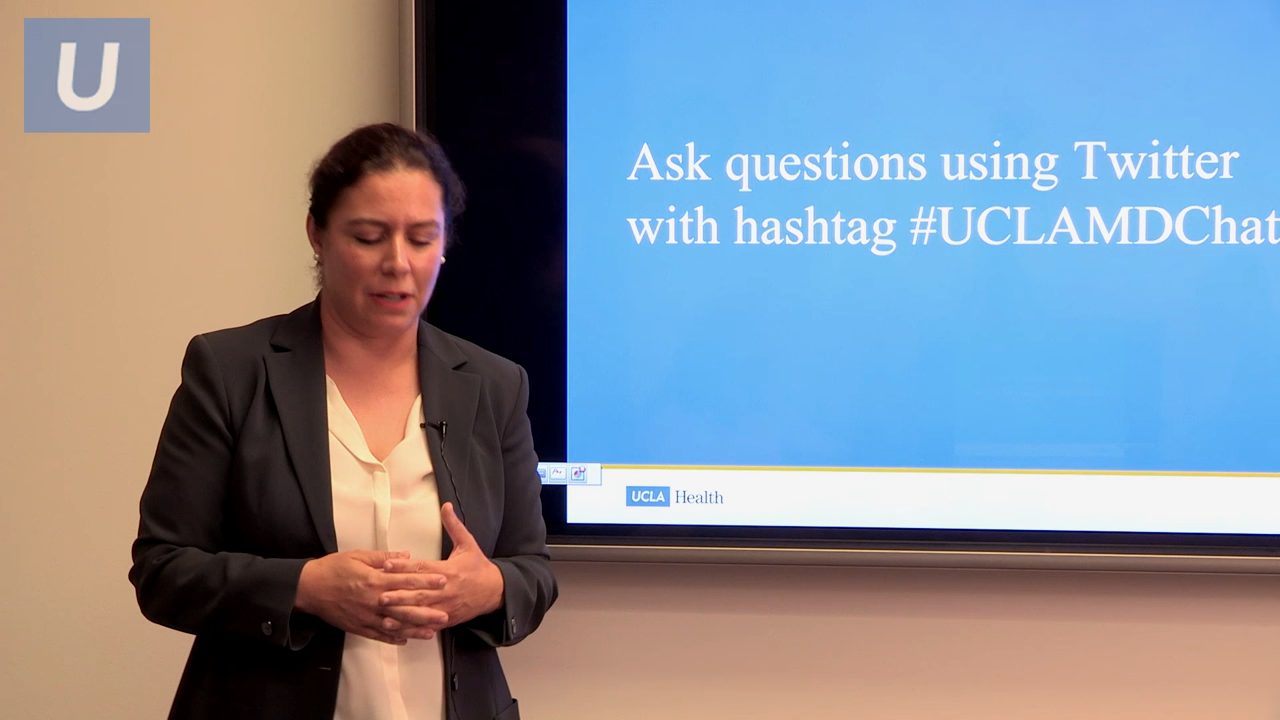 U
Ask questions using Twitter
with hashtag #UCLAMDChat
UCLA Health